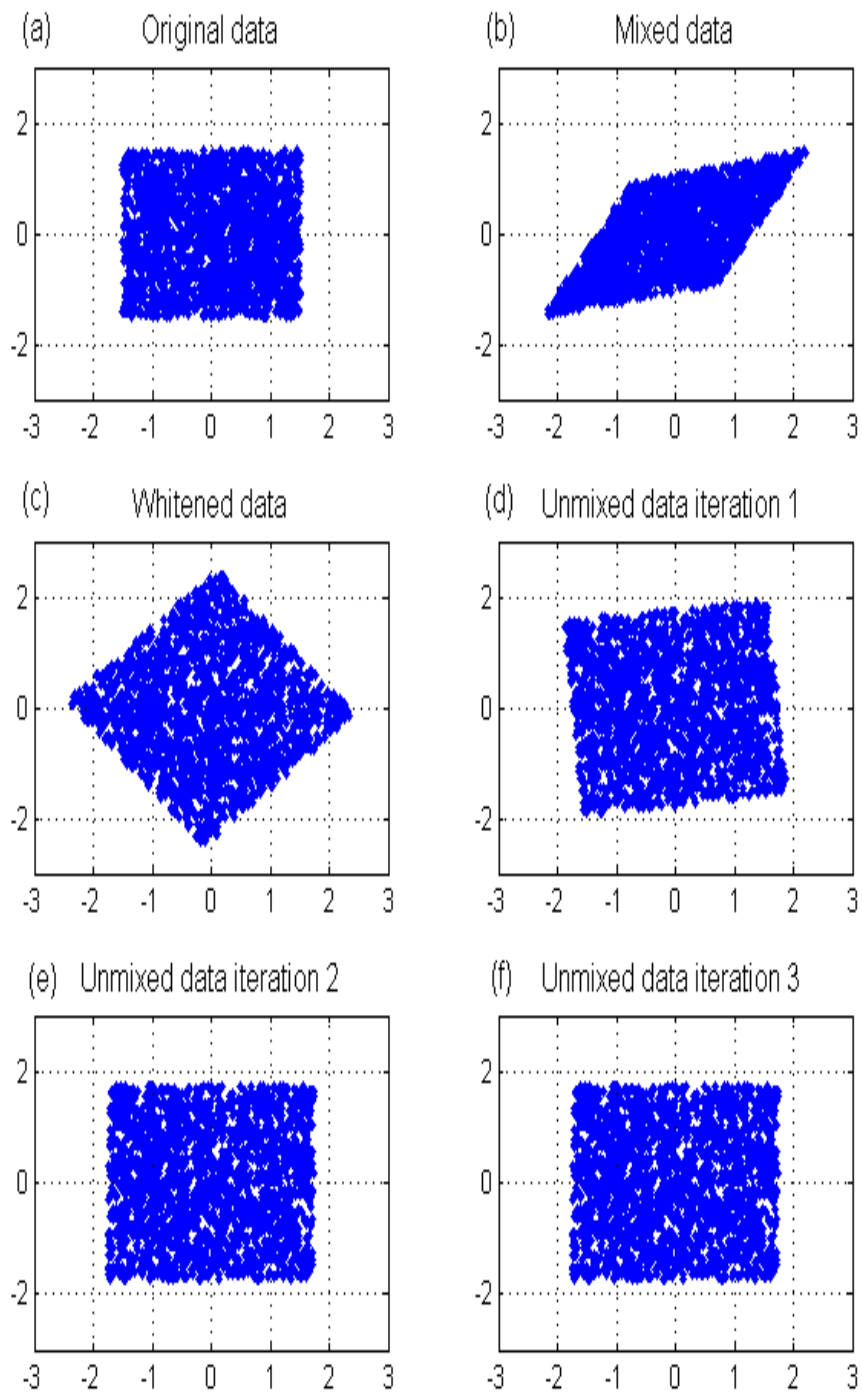 (a) Original data
2
0
-2
-3 -2 -1 0 1 2 3
(b) Mixed data
2
0
-2
-3 -2 -1 0 1 2 3
(c) Whitened data
2
0
-2
-3 -2 -1 0 1 2 3
(d) Unmixed data iteration 1
2
0
-2
-3 -2 -1 0 1 2 3
(e) Unmixed data iteration 2
2
0
-2
-3 -2 -1 0 1 2 3
(f) Unmixed data iteration 3
2
0
-2
-3 -2 -1 0 1 2 3